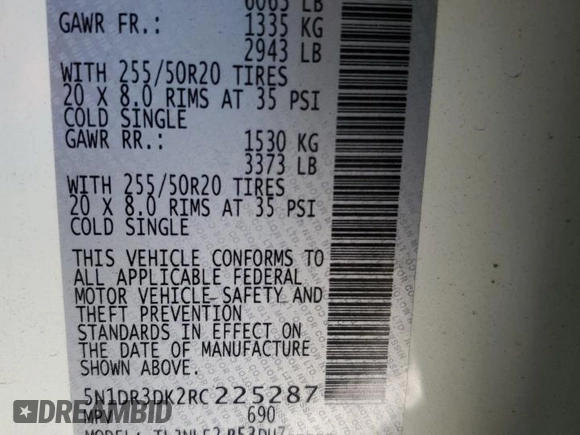 6063 LB
GAWR FR.: 1335 KG
2943 LB
WITH 255/50R20 TIRES
20 X 8.0 RIMS AT 35 PSI
COLD SINGLE
GAWR RR.: 1530 KG
3373 LB
WITH 255/50R20 TIRES
20 X 8.0 RIMS AT 35 PSI
COLD SINGLE
THIS VEHICLE CONFORMS TO
ALL APPLICABLE FEDERAL
MOTOR VEHICLE SAFETY AND
THEFT PREVENTION
STANDARDS IN EFFECT ON
THE DATE OF MANUFACTURE
SHOWN ABOVE.
5N1DR3DK2RC225287
MPV 690
MODEL:
DREAMBID